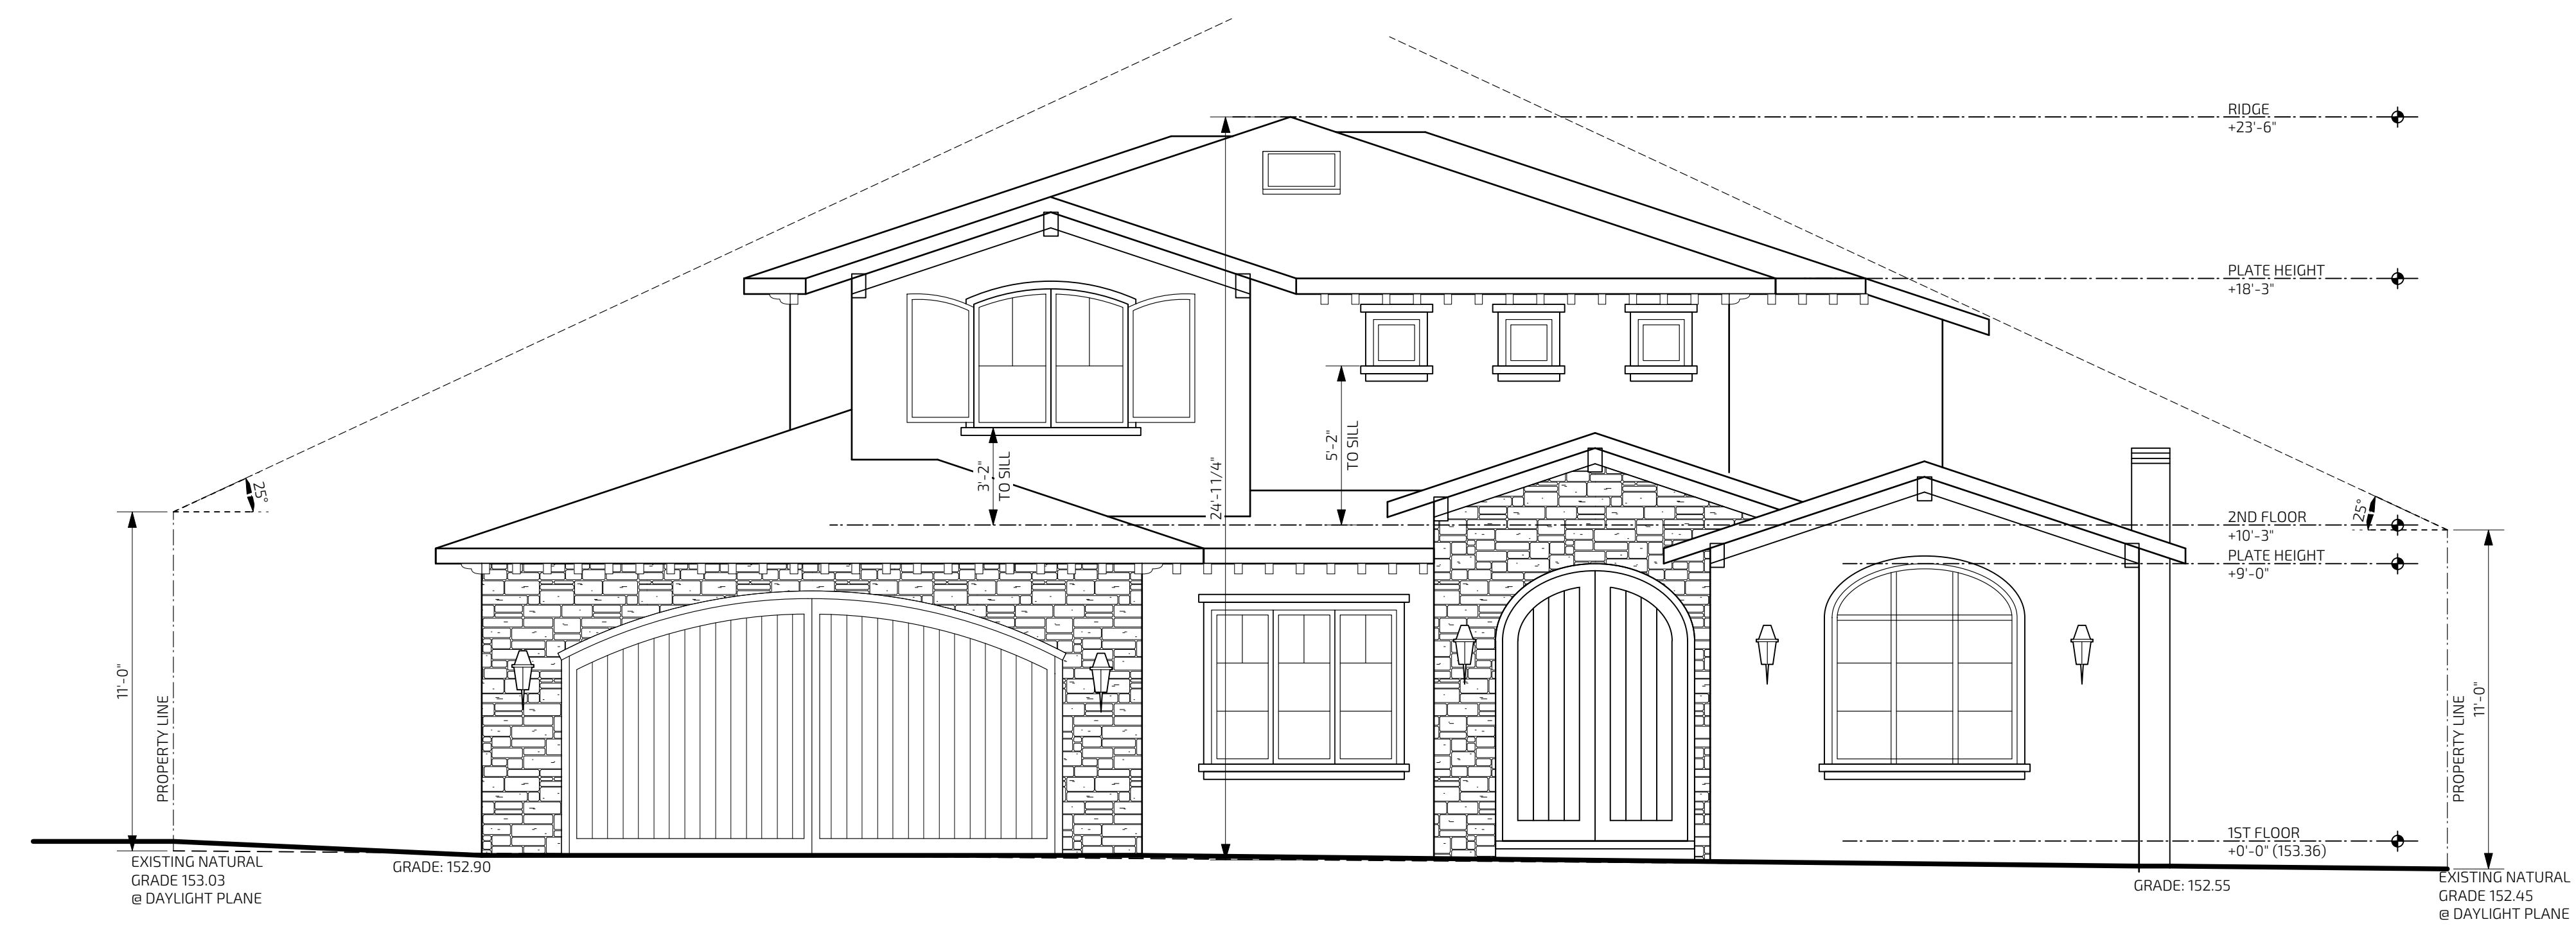 RIDGE
+23'-6"
PLATE HEIGHT
+18'-3"
25°
3'-2"
TO SILL
24'-1 1/4"
5'-2"
TO SILL
25°
2ND FLOOR
+10'-3"
PLATE HEIGHT
+9'-0"
11'-0"
PROPERTY LINE
PROPERTY LINE
11'-0"
1ST FLOOR
+0'-0" (153.36)
EXISTING NATURAL
GRADE 153.03
@ DAYLIGHT PLANE
GRADE: 152.90
GRADE: 152.55
EXISTING NATURAL
GRADE 152.45
@ DAYLIGHT PLANE